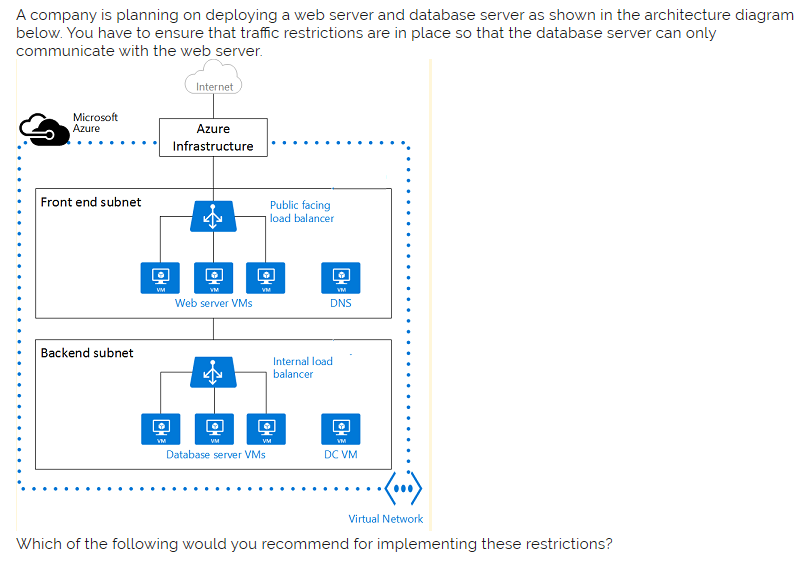 A company is planning on deploying a web server and database server as shown in the architecture diagram
below. You have to ensure that traffic restrictions are in place so that the database server can only
communicate with the web server.
Internet
Microsoft
Azure
Azure
Infrastructure
Front end subnet
Public facing
load balancer
VM
VM
VM
VM
Web server VMs
DNS
Backend subnet
Internal load
balancer
VM
VM
VM
VM
Database server VMs
DC VM
Virtual Network
Which of the following would you recommend for implementing these restrictions?